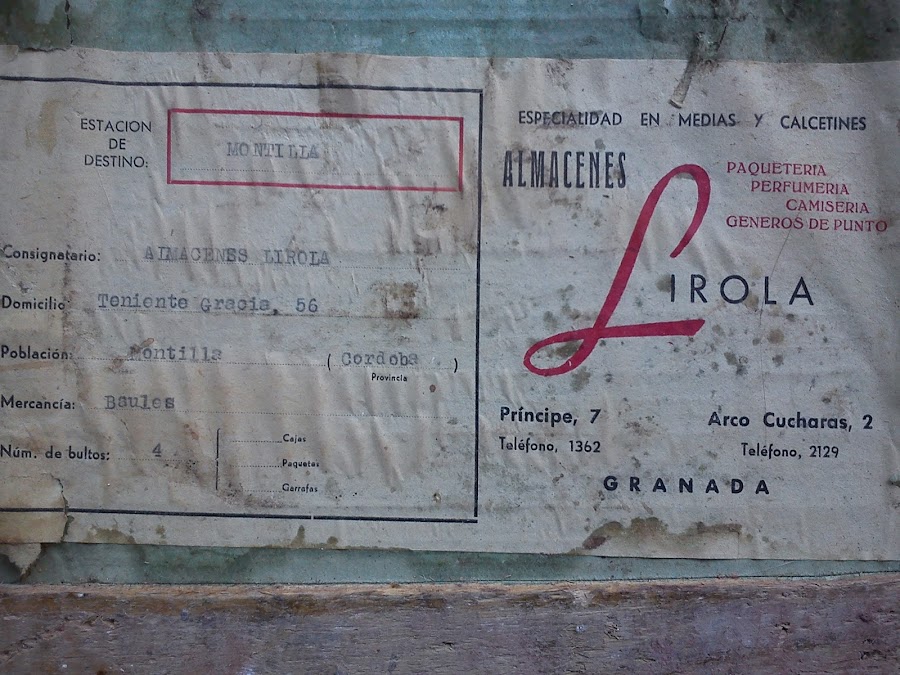 ESTACION
DE
DESTINO:
MONTILLA
Consignatario: ALMACENES LIROLA
Domicilio: Teniente Gracia, 56
Población: Montilla ( Cordoba )
Provincia
Mercancía: Baules
Núm. de bultos: 4
Cajas
Paquetes
Garrafas
ESPECIALIDAD EN MEDIAS Y CALCETINES
ALMACENES
PAQUETERIA
PERFUMERIA
CAMISERIA
GENEROS DE PUNTO
LIROLA
Príncipe, 7 Arco Cucharas, 2
Teléfono, 1362 Teléfono, 2129
GRANADA